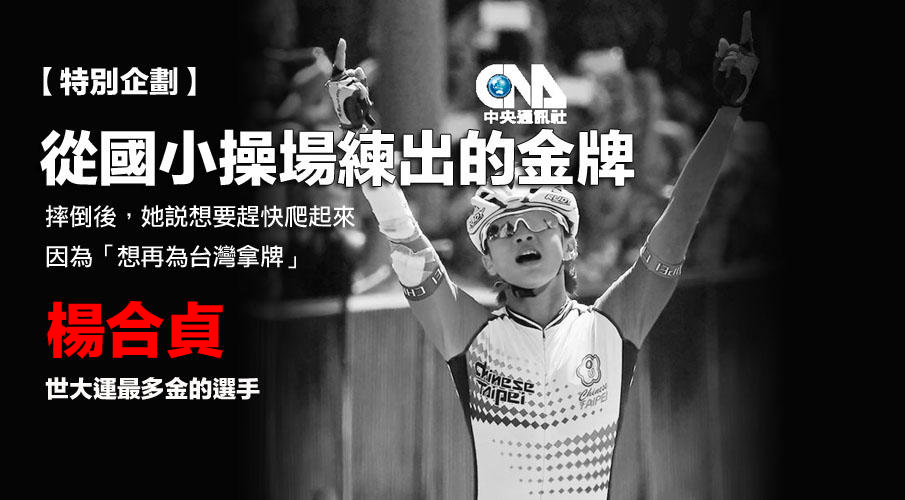 【特別企劃】
CNA
中央通訊社
從國小操場練出的金牌
摔倒後，她說想要趕快爬起來
因為「想再為台灣拿牌」
楊合貞
世大運最多金的選手
Chinese
Taipei
Chinese
TAIPEI